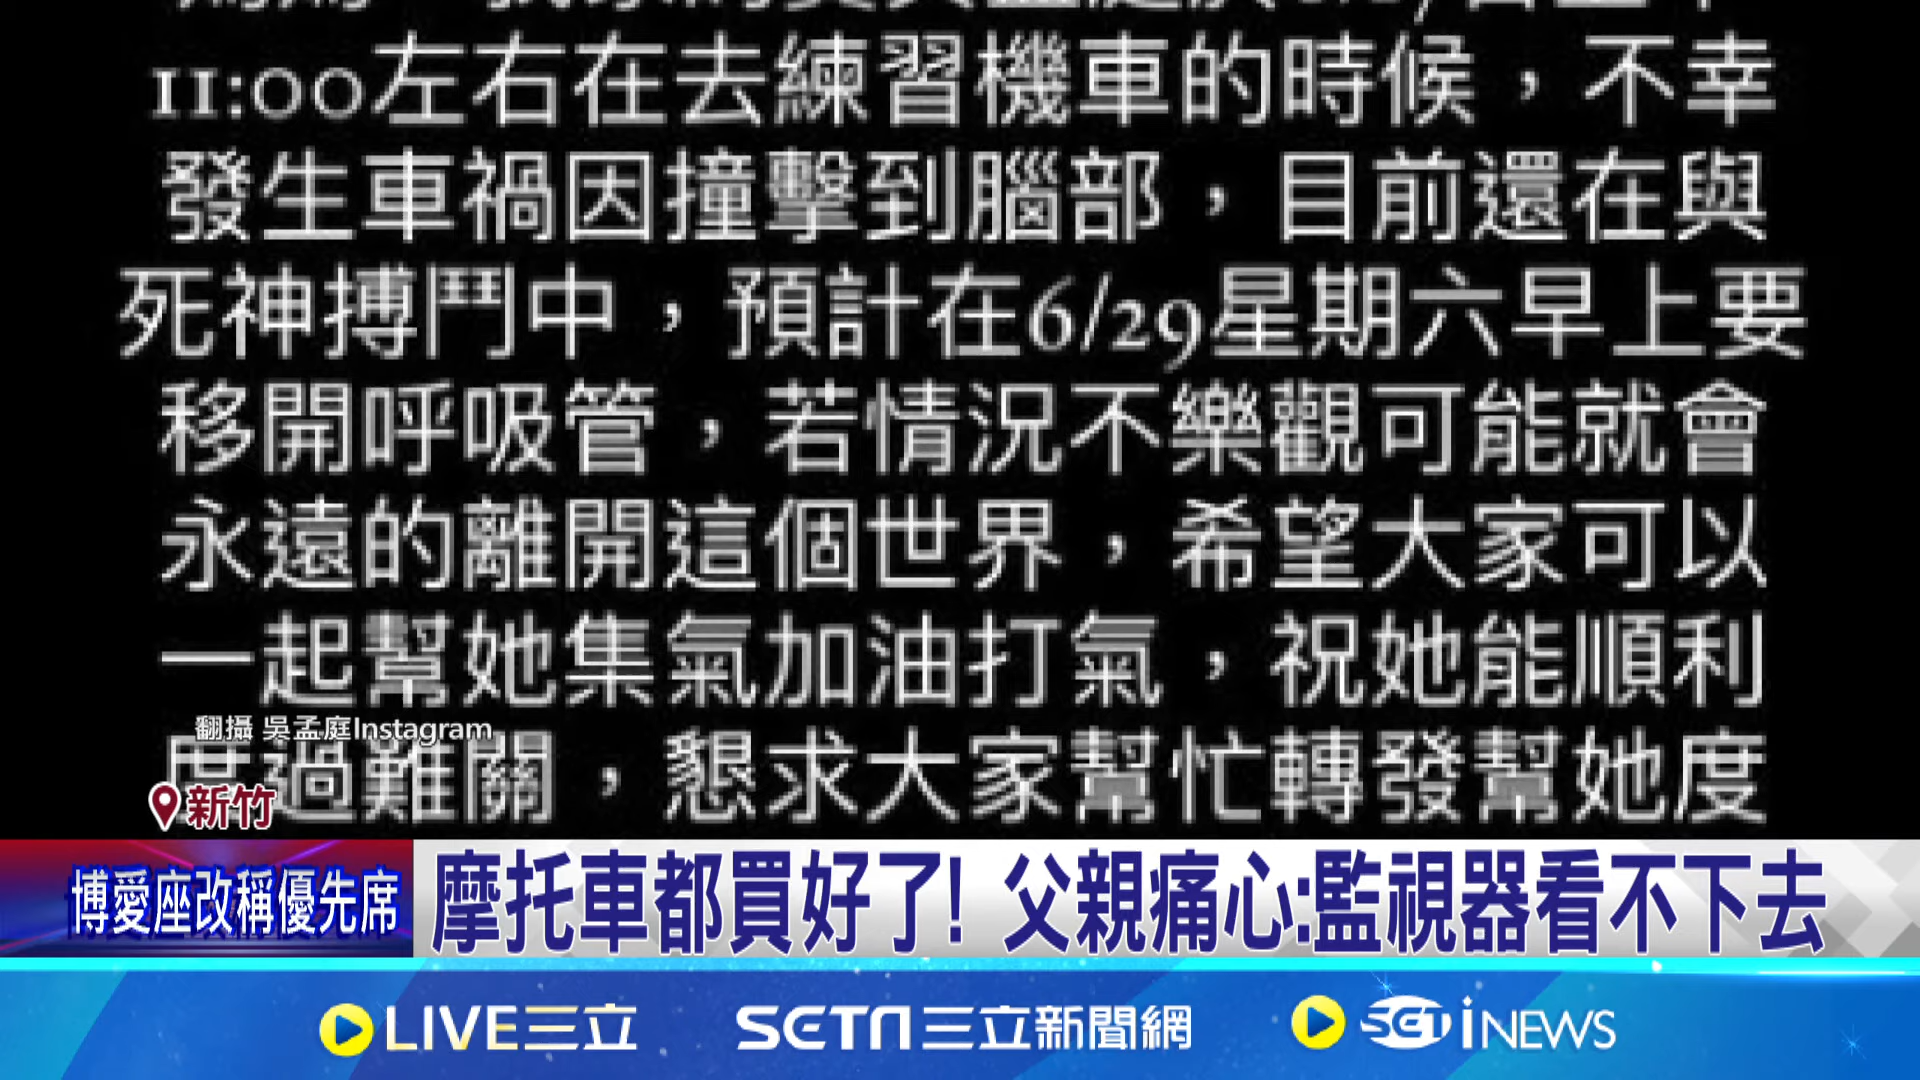 11:00左右在去練習機車的時候，不幸
發生車禍因撞擊到腦部，目前還在與
死神搏鬥中，預計在6/29星期六早上要
移開呼吸管，若情況不樂觀可能就會
永遠的離開這個世界，希望大家可以
一起幫她集氣加油打氣，祝她能順利
翻攝 吳孟庭Instagram
度過難關，懇求大家幫忙轉發幫她度
新竹
博愛座改稱優先席
摩托車都買好了! 父親痛心:監視器看不下去
LIVE三立 SETN三立新聞網 SET iNEWS